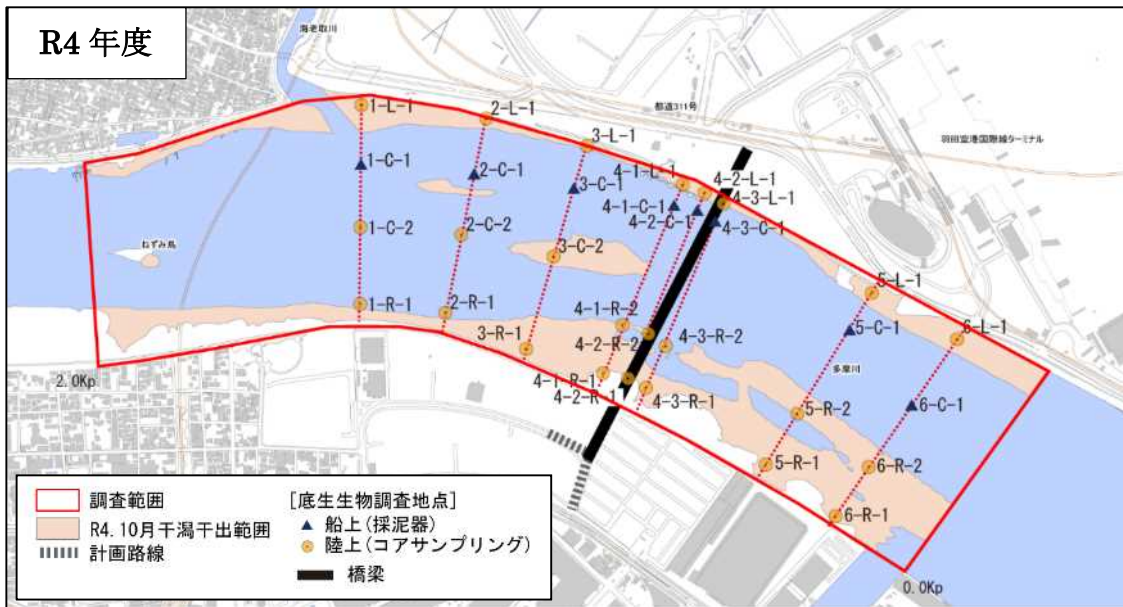 R4 年度
海老取川
都道311号
羽田空港国際線ターミナル
1-L-1
2-L-1
3-L-1
4-1-L-1
4-2-L-1
4-3-L-1
1-C-1
2-C-1
3-C-1
4-1-C-1
4-2-C-1
4-3-C-1
1-C-2
2-C-2
3-C-2
ねずみ島
5-L-1
5-C-1
6-L-1
1-R-1
2-R-1
3-R-1
4-1-R-2
4-2-R-2
4-3-R-2
多摩川
4-1-R-1
4-2-R-1
4-3-R-1
6-C-1
5-R-2
5-R-1
6-R-2
6-R-1
2.0Kp
0.0Kp
調査範囲
R4.10月干潟干出範囲
計画路線
[底生生物調査地点]
船上(採泥器)
陸上(コアサンプリング)
橋梁